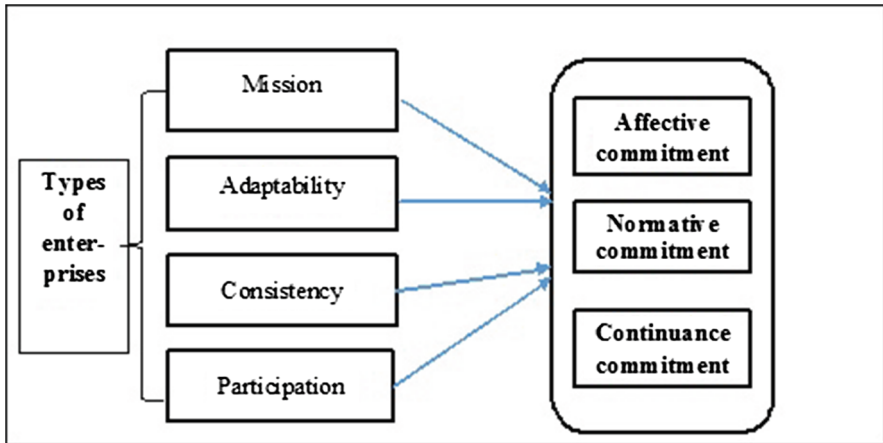 Types
of
enter-
prises
Mission
Adaptability
Consistency
Participation
Affective
commitment
Normative
commitment
Continuance
commitment